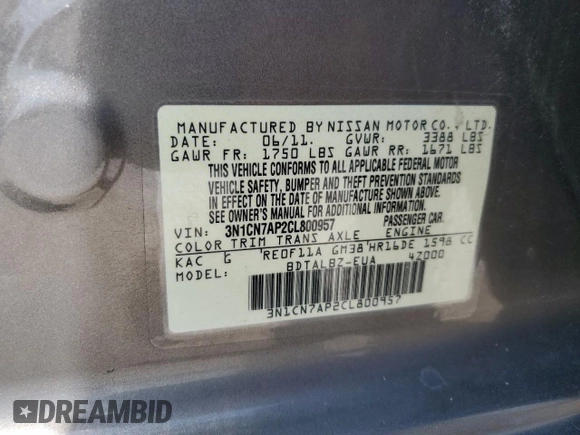 MANUFACTURED BY NISSAN MOTOR CO., LTD.
DATE: 06/11. GVWR: 3388 LBS
GAWR FR: 1750 LBS GAWR RR: 1671 LBS
THIS VEHICLE CONFORMS TO ALL APPLICABLE FEDERAL MOTOR
VEHICLE SAFETY, BUMPER AND THEFT PREVENTION STANDARDS
IN EFFECT ON THE DATE OF MANUFACTURE SHOWN ABOVE.
SEE OWNER'S MANUAL FOR ADDITIONAL INFORMATION.
VIN: 3N1CN7AP2CL800957 PASSENGER CAR.
COLOR TRIM TRANS AXLE ENGINE
KAC G RE0F11A GM38 HR16DE 1598 CC
MODEL: BDTALBZ-EUA 4Z000
3N1CN7AP2CL800957
DREAMBID